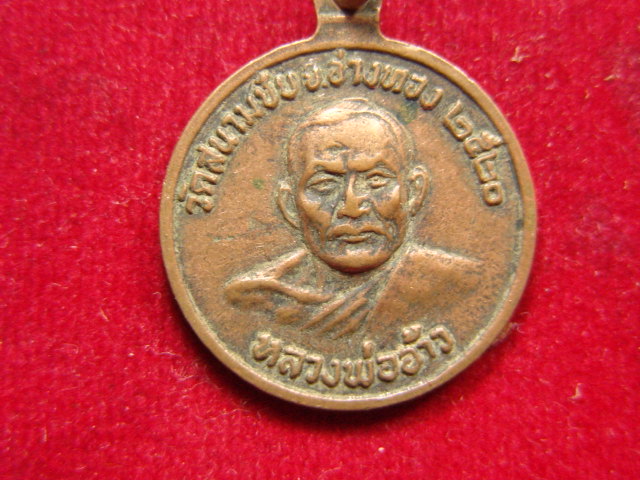 วัดสนามชัย จ.อ่างทอง ๒๕๒๐
หลวงพ่ออ้าว